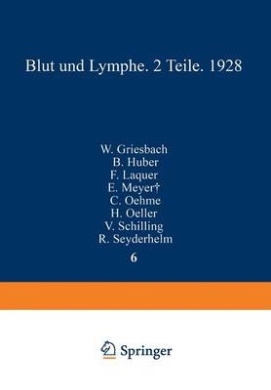 Blut und Lymphe. 2 Teile. 1928
W. Griesbach
B. Huber
F. Laquer
E. Meyer†
C. Oehme
H. Oeller
V. Schilling
R. Seyderhelm
6
Springer